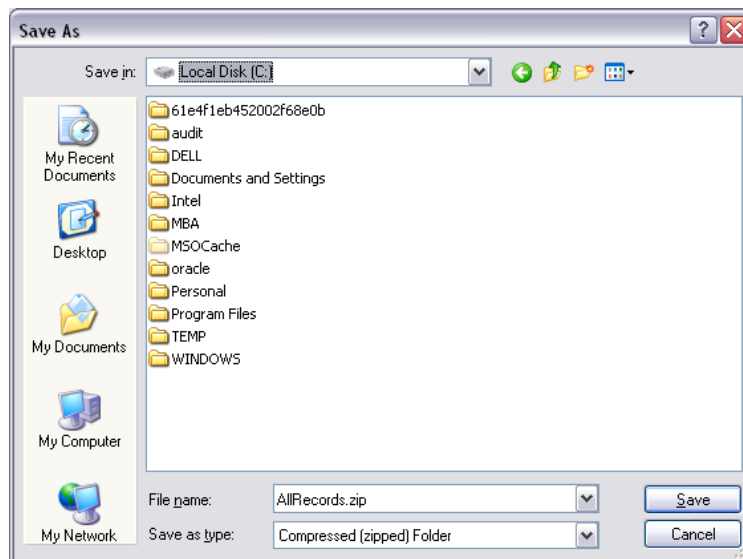 Save As
Save in:
Local Disk (C:)
61e4f1eb452002f68e0b
audit
DELL
Documents and Settings
Intel
MBA
MSOCache
oracle
Personal
Program Files
TEMP
WINDOWS
My Recent
Documents
Desktop
My Documents
My Computer
My Network
File name:
AllRecords.zip
Save
Save as type:
Compressed (zipped) Folder
Cancel